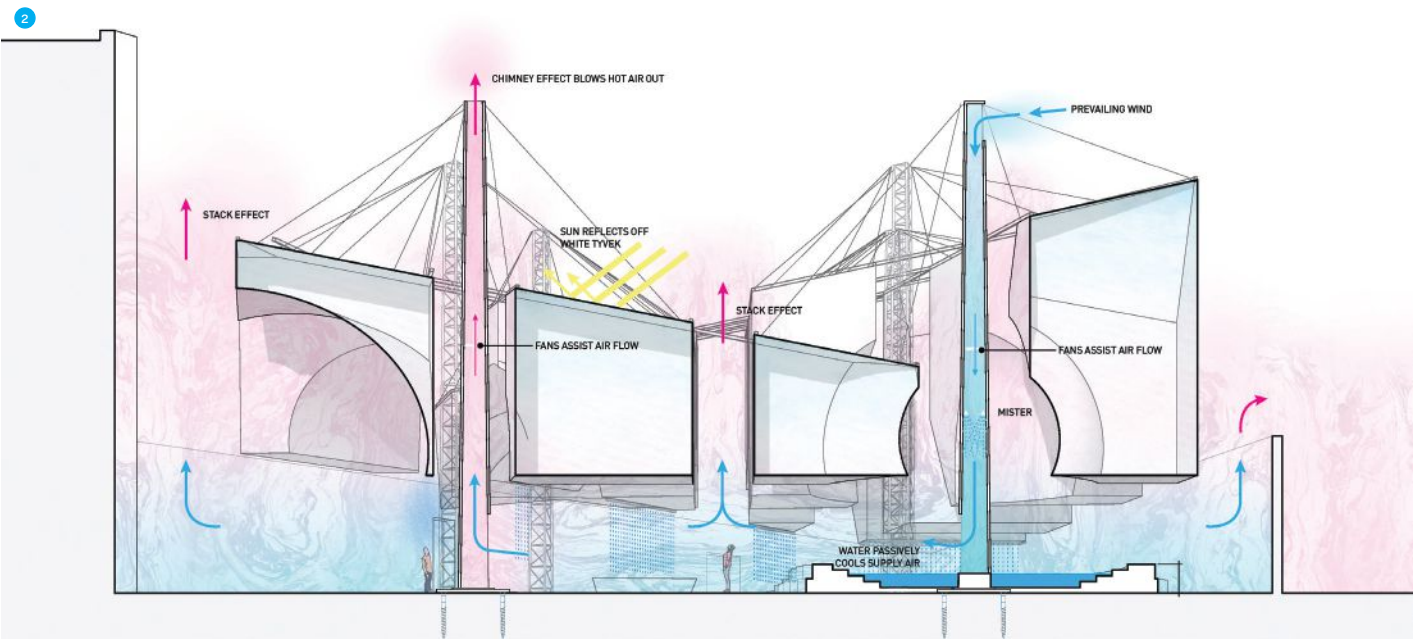 2
CHIMNEY EFFECT BLOWS HOT AIR OUT
PREVAILING WIND
STACK EFFECT
SUN REFLECTS OFF
WHITE TYVEK
STACK EFFECT
FANS ASSIST AIR FLOW
FANS ASSIST AIR FLOW
MISTER
WATER PASSIVELY
COOLS SUPPLY AIR